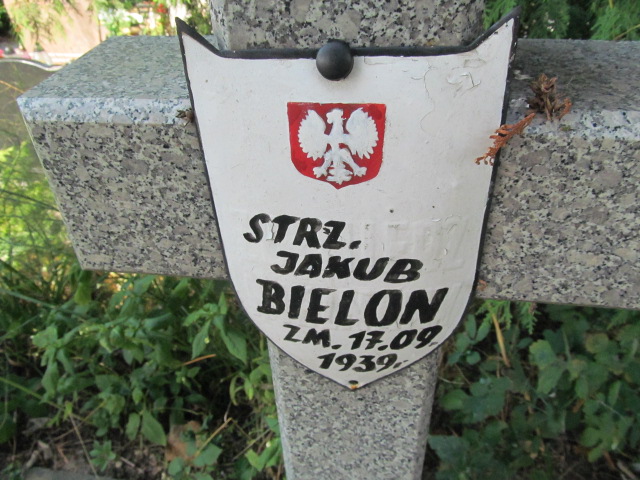 STRZ.
JAKUB
BIELON
ZM. 17.09.
1939.